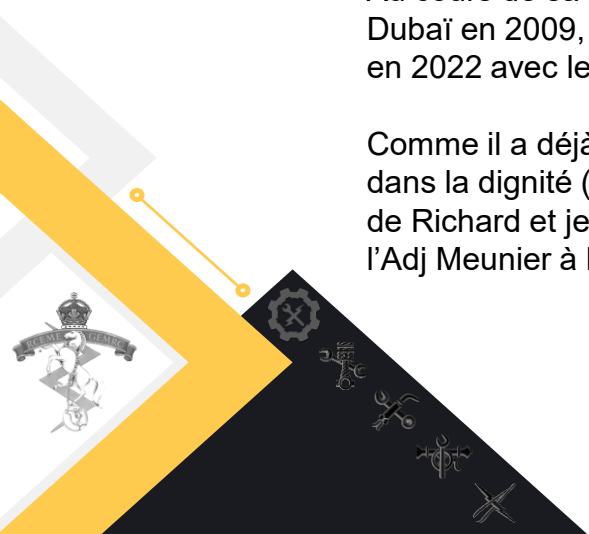 Dubaï en 2009,
en 2022 avec le
Comme il a déjà
dans la dignité (
de Richard et je
l’Adj Meunier à l
RCEME GEMRC